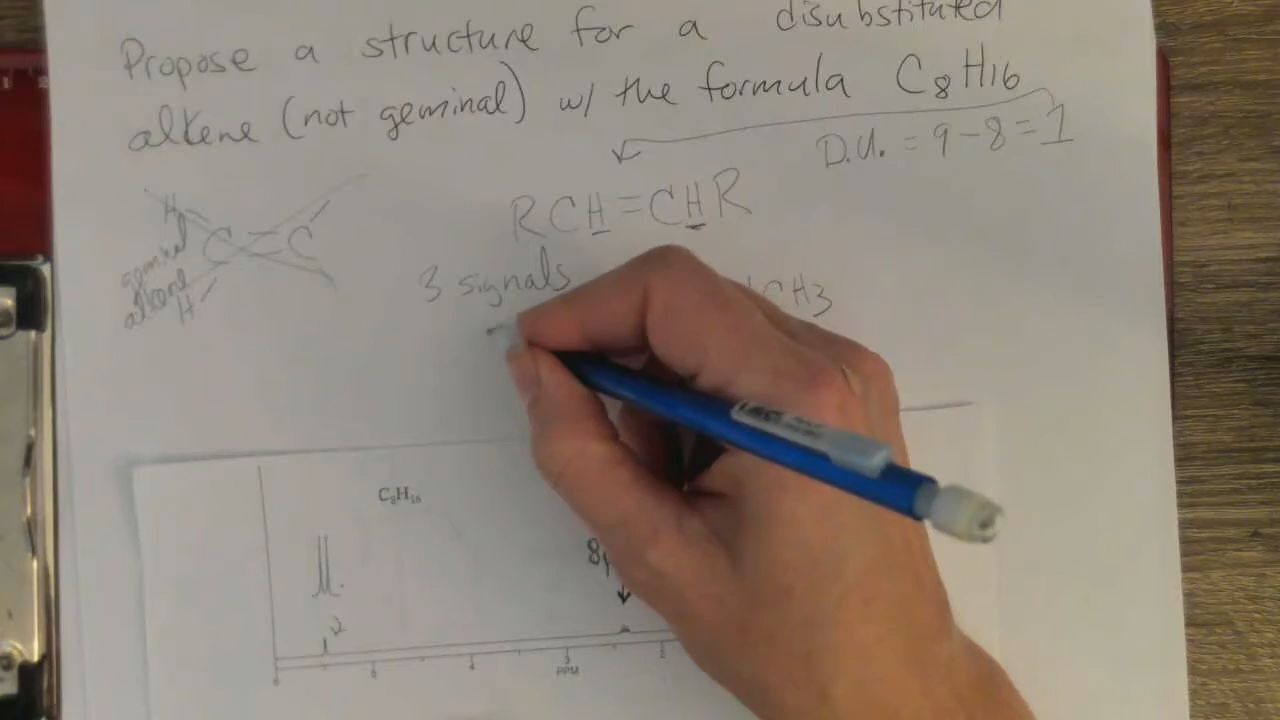 Propose a structure for a disubstituted
alkene (not geminal) w/ the formula C8H16
D.U. = 9-8=1
RCH=CHR
H
C=C
geminal
alkene
H
3 signals
CH3
C8H16
8
2
PPM